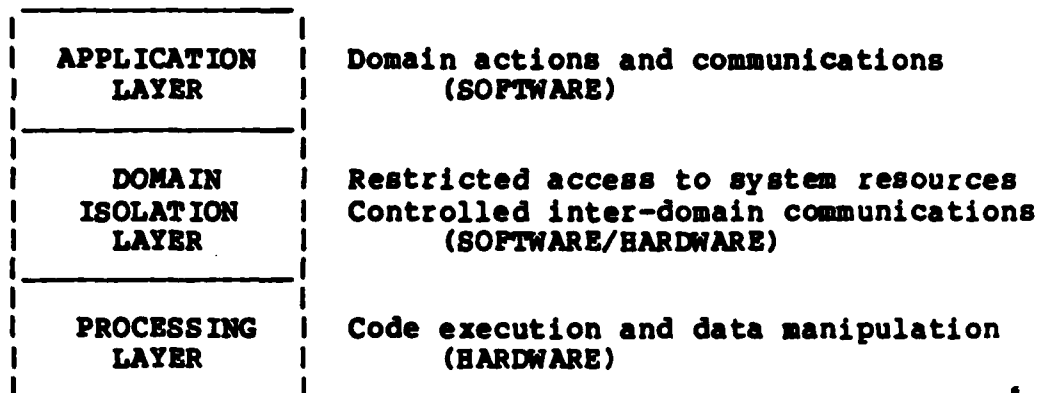 APPLICATION Domain actions and communications
LAYER (SOFTWARE)
DOMAIN Restricted access to system resources
ISOLATION Controlled inter-domain communications
LAYER (SOFTWARE/HARDWARE)
PROCESSING Code execution and data manipulation
LAYER (HARDWARE)